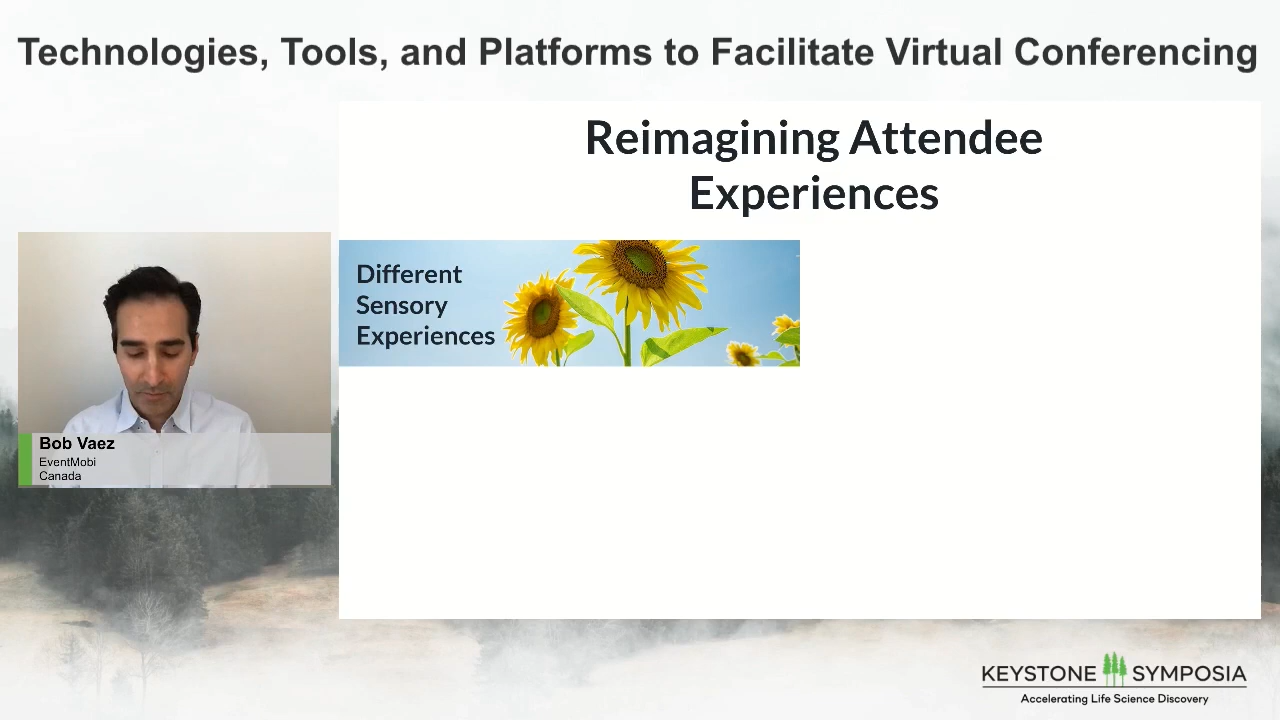 Technologies, Tools, and Platforms to Facilitate Virtual Conferencing
Reimagining Attendee
Experiences
Different
Sensory
Experiences
Bob Vaez
EventMobi
Canada
KEYSTONE SYMPOSIA
Accelerating Life Science Discovery